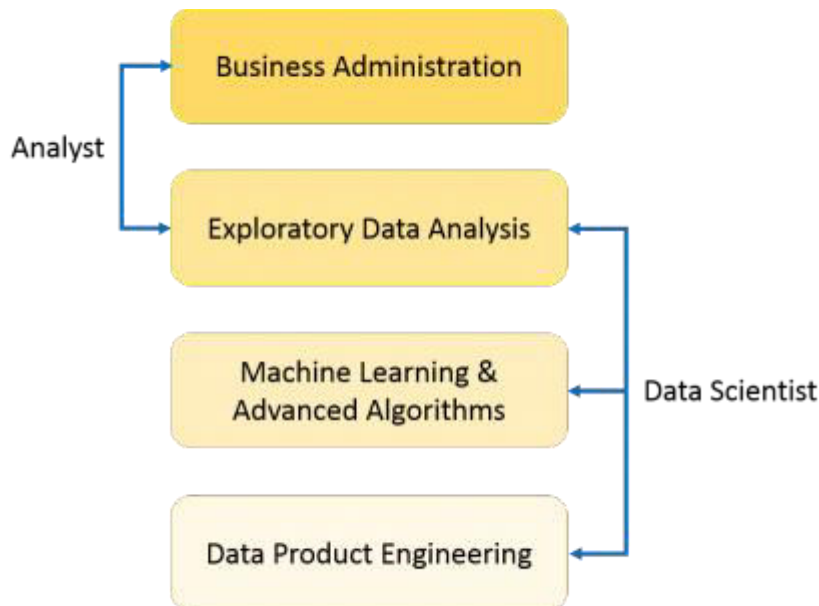 Business Administration
Analyst
Exploratory Data Analysis
Machine Learning &
Advanced Algorithms
Data Scientist
Data Product Engineering